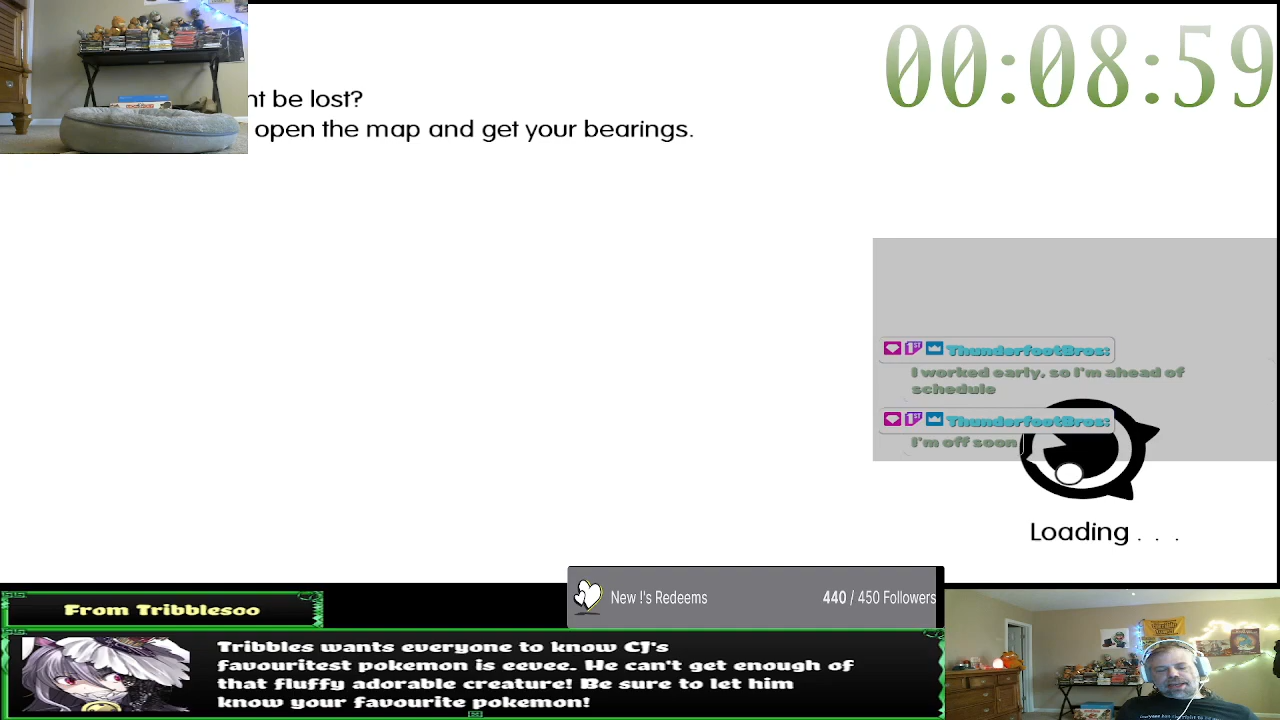 00:08:59
nt be lost?
open the map and get your bearings.
ThunderfootBros:
I worked early, so I'm ahead of
schedule
ThunderfootBros:
I'm off soon
Loading . . .
New !'s Redeems 440 / 450 Followers
From Tribblesoo
Tribbles wants everyone to know CJ's
favouritest pokemon is eevee. He can't get enough of
that fluffy adorable creature! Be sure to let him
know your favourite pokemon!